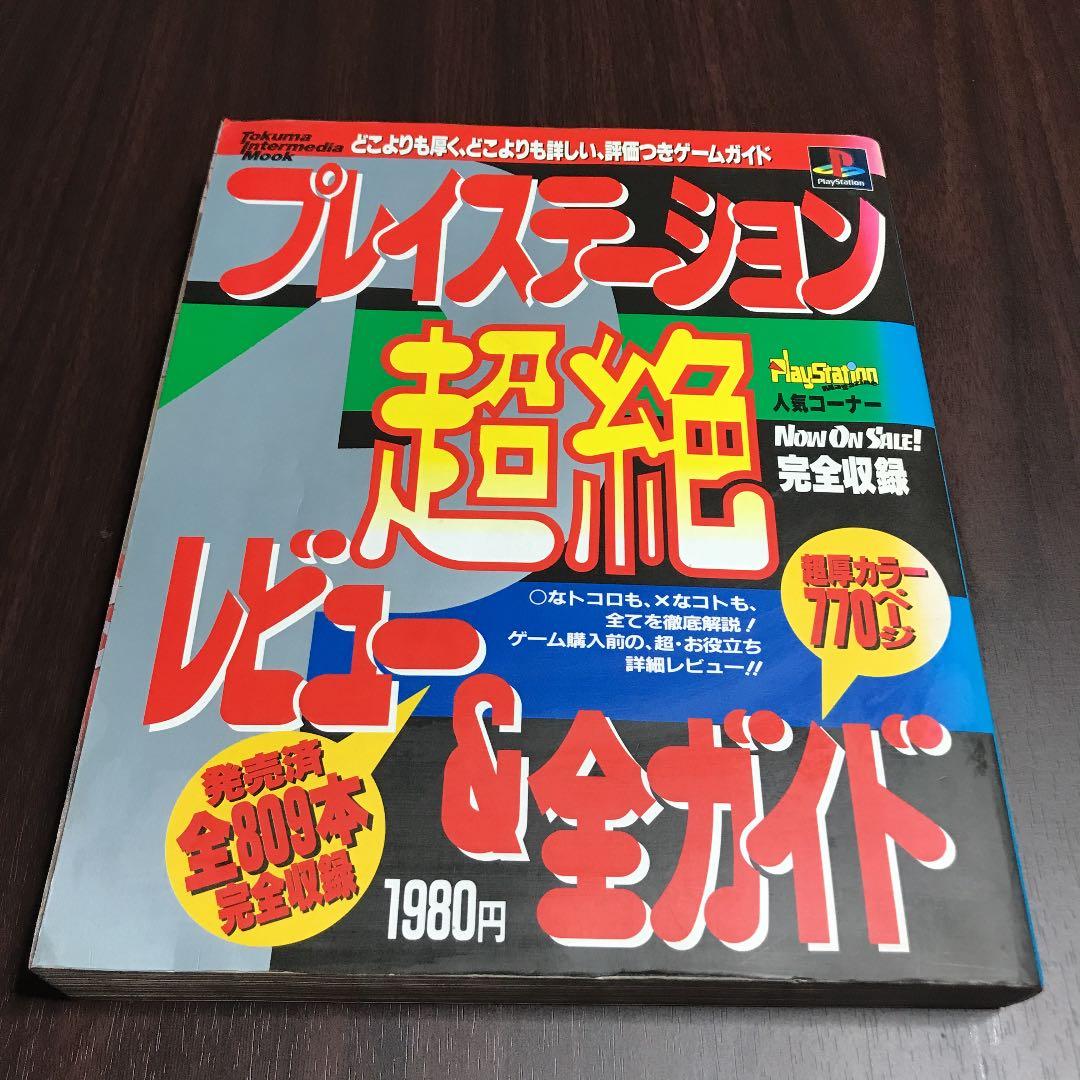 Tokuma
Intermedia
Mook
どこよりも厚く、どこよりも詳しい、評価つきゲームガイド
PlayStation
プレイステーション
超絶
PlayStation
Magazine
人気コーナー
NOW ON SALE!
完全収録
レビュー
○なトコロも、×なコトも、
全てを徹底解説!
ゲーム購入前の、超・お役立ち
詳細レビュー!!
超厚カラー
770ページ
&全ガイド
発売済
全809本
完全収録
1980円